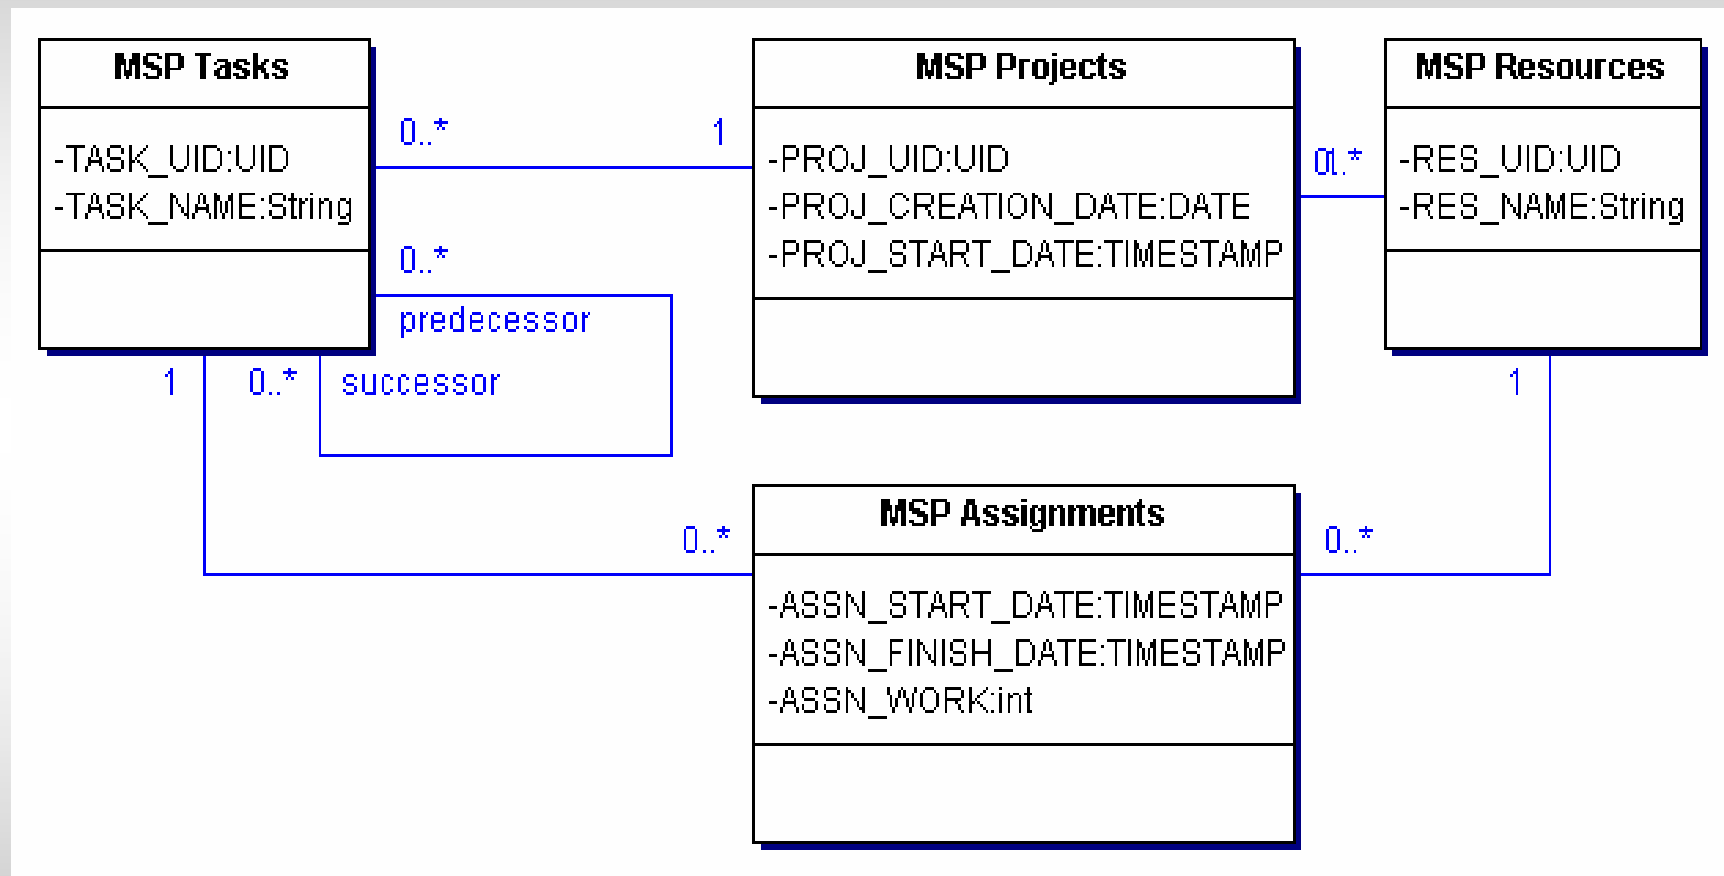 MSP Tasks
-TASK_UID:UID
-TASK_NAME:String
0..*
1
MSP Projects
-PROJ_UID:UID
-PROJ_CREATION_DATE:DATE
-PROJ_START_DATE:TIMESTAMP
MSP Resources
-RES_UID:UID
-RES_NAME:String
0..*
predecessor
1
0..*
successor
1
0..*
0..*
MSP Assignments
-ASSN_START_DATE:TIMESTAMP
-ASSN_FINISH_DATE:TIMESTAMP
-ASSN_WORK:int